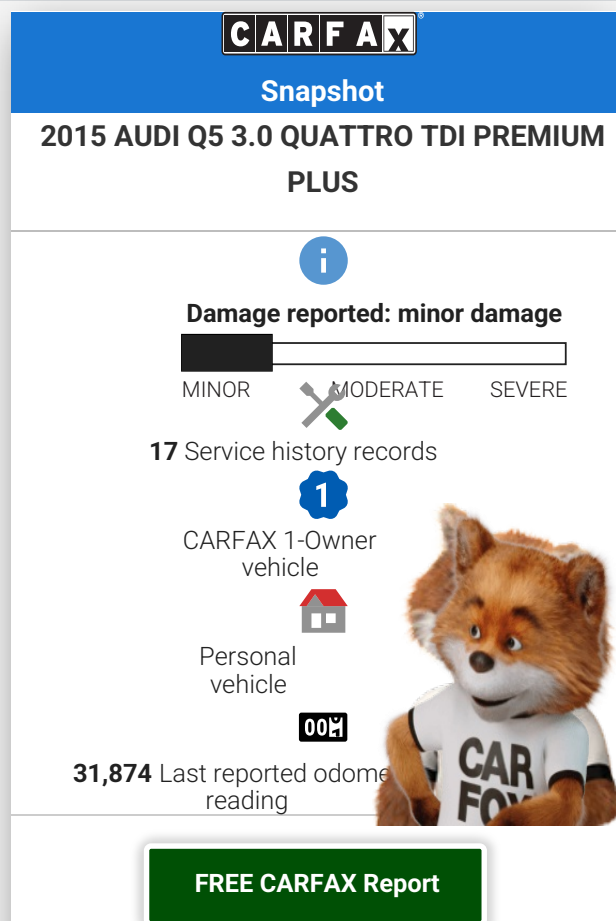 CARFAX
Snapshot
2015 AUDI Q5 3.0 QUATTRO TDI PREMIUM
PLUS
i
Damage reported: minor damage
MINOR MODERATE SEVERE
17 Service history records
1
CARFAX 1-Owner
vehicle
Personal
vehicle
31,874 Last reported odome
reading
CAR
FOX
FREE CARFAX Report